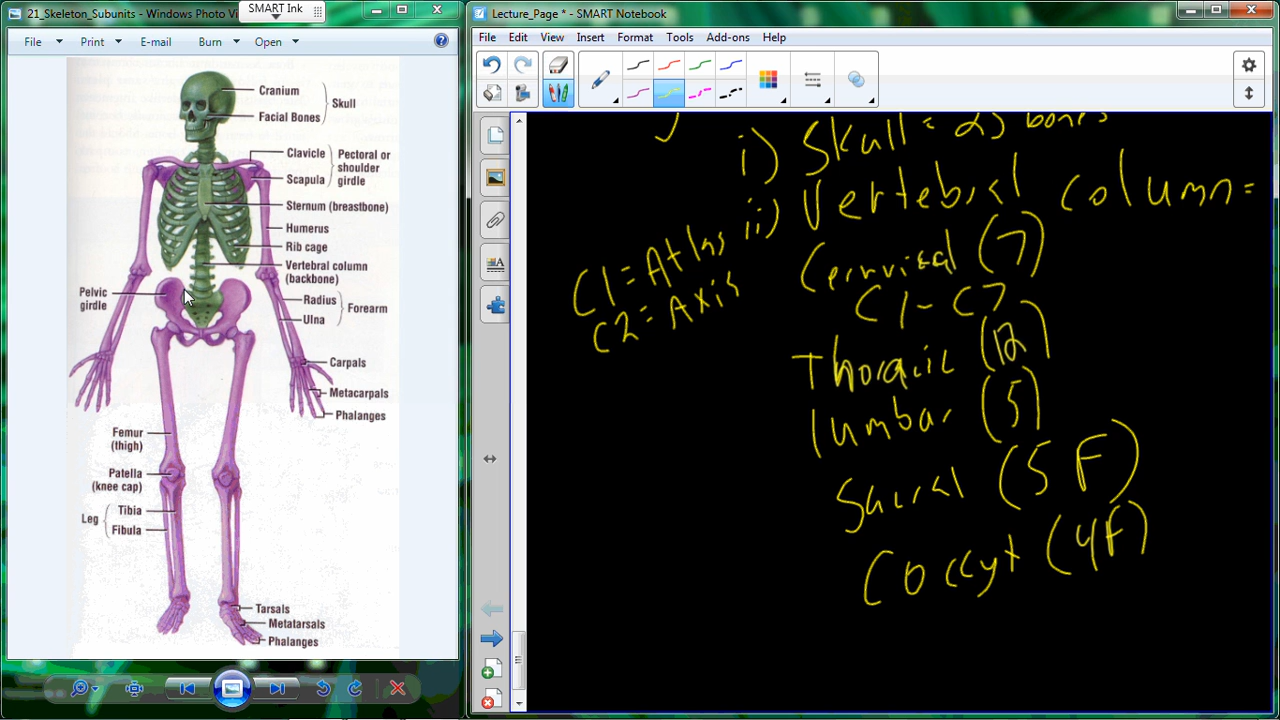 21_Skeleton_Subunits - Windows Photo Vi
SMART Ink
File Print E-mail Burn Open
Cranium
Skull
Facial Bones
Clavicle
Pectoral or
shoulder
girdle
Scapula
Sternum (breastbone)
Humerus
Rib cage
Vertebral column
(backbone)
Pelvic
girdle
Radius
Forearm
Ulna
Carpals
Metacarpals
Phalanges
Femur
(thigh)
Patella
(knee cap)
Leg
Tibia
Fibula
Tarsals
Metatarsals
Phalanges
Lecture_Page * - SMART Notebook
File Edit View Insert Format Tools Add-ons Help
i) Skull = 23 bones
ii) Vertebral column =
C1 = Atlas
C2 = Axis
Cervical (7)
C1 - C7
Thoracic (12)
lumbar (5)
Sacral (5 F)
Coccyx (4F)